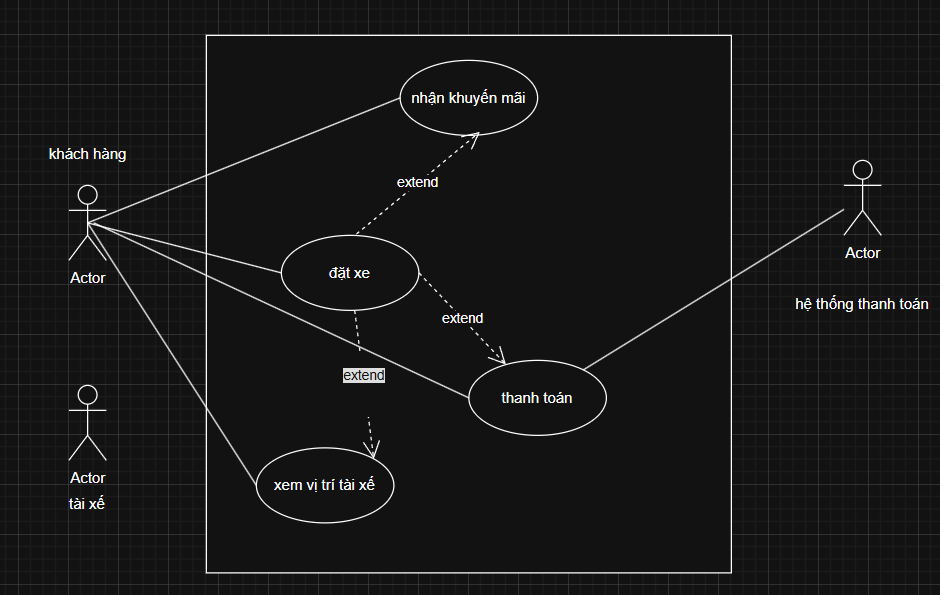 nhận khuyến mãi
khách hàng
extend
Actor
Actor
đặt xe
hệ thống thanh toán
extend
extend
thanh toán
Actor
xem vị trí tài xế
tài xế